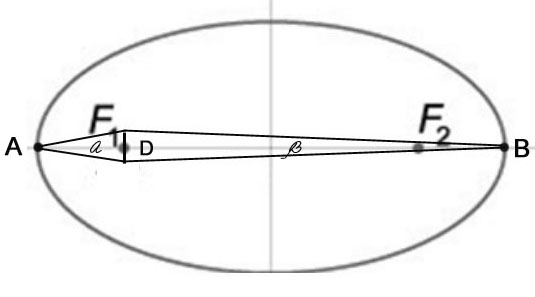 F₁ F₂
A 𝒶 D ℬ B